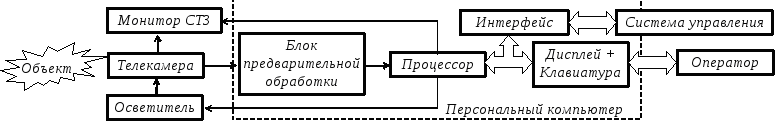 Монитор СТЗ
Интерфейс
Система управления
Блок
предварительной
обработки
Объект
Телекамера
Процессор
Дисплей +
Клавиатура
Оператор
Осветитель
Персональный компьютер